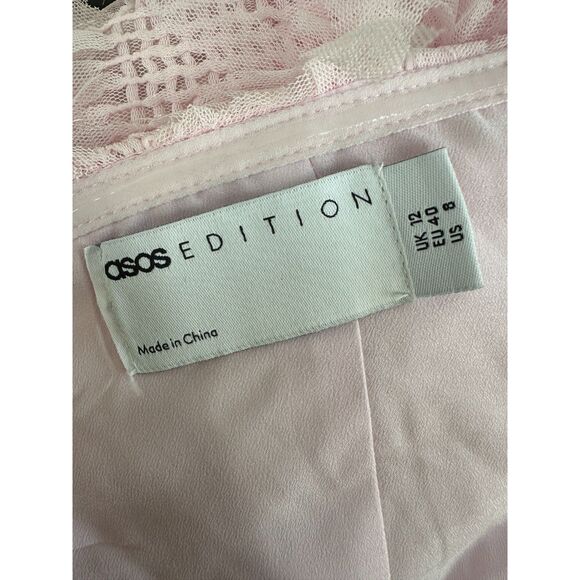 asos EDITION
Made in China
UK 12
EU 40
US 8